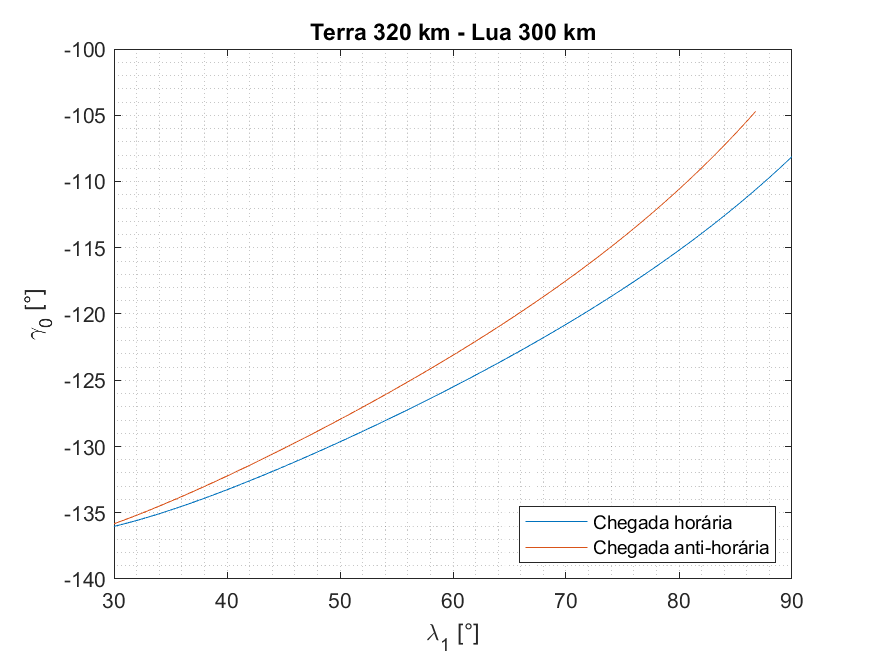 Terra 320 km - Lua 300 km
-100
-105
-110
-115
-120
-125
-130
-135
-140
γ₀ [°]
30 40 50 60 70 80 90
λ₁ [°]
Chegada horária
Chegada anti-horária